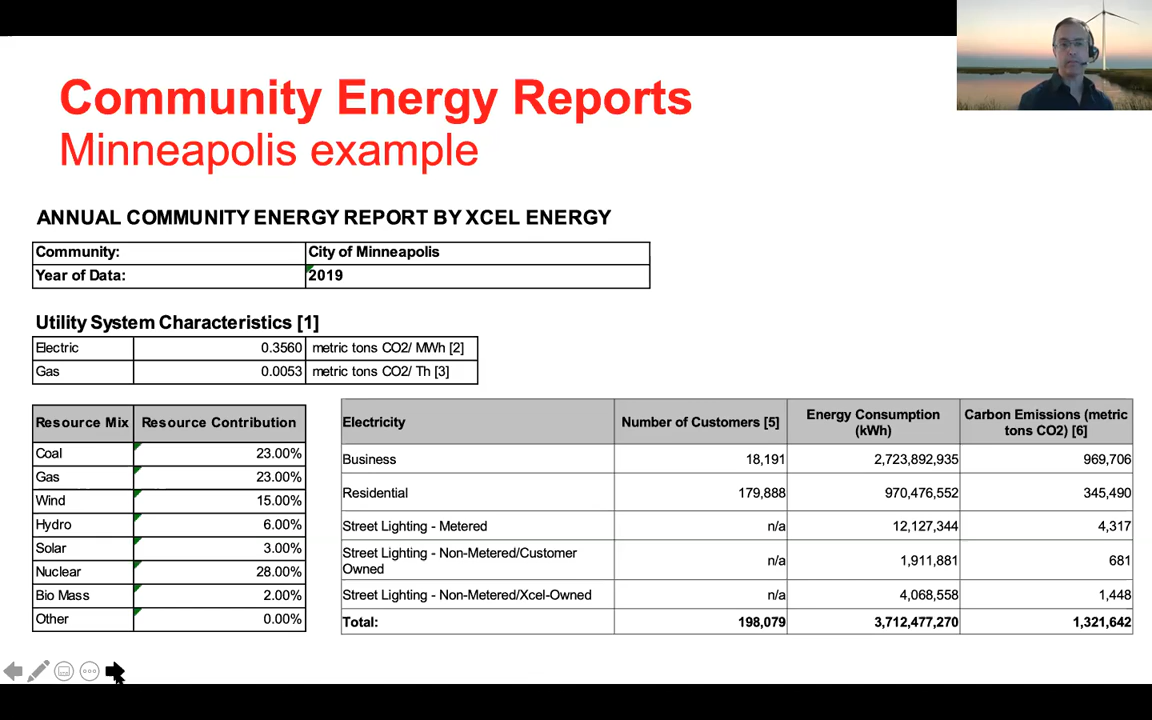 Community Energy Reports
Minneapolis example
ANNUAL COMMUNITY ENERGY REPORT BY XCEL ENERGY
Community: City of Minneapolis
Year of Data: 2019
Utility System Characteristics [1]
Electric 0.3560 metric tons CO2/ MWh [2]
Gas 0.0053 metric tons CO2/ Th [3]
Resource Mix Resource Contribution
Coal 23.00%
Gas 23.00%
Wind 15.00%
Hydro 6.00%
Solar 3.00%
Nuclear 28.00%
Bio Mass 2.00%
Other 0.00%
Electricity Number of Customers [5] Energy Consumption (kWh) Carbon Emissions (metric tons CO2) [6]
Business 18,191 2,723,892,935 969,706
Residential 179,888 970,476,552 345,490
Street Lighting - Metered n/a 12,127,344 4,317
Street Lighting - Non-Metered/Customer Owned n/a 1,911,881 681
Street Lighting - Non-Metered/Xcel-Owned n/a 4,068,558 1,448
Total: 198,079 3,712,477,270 1,321,642